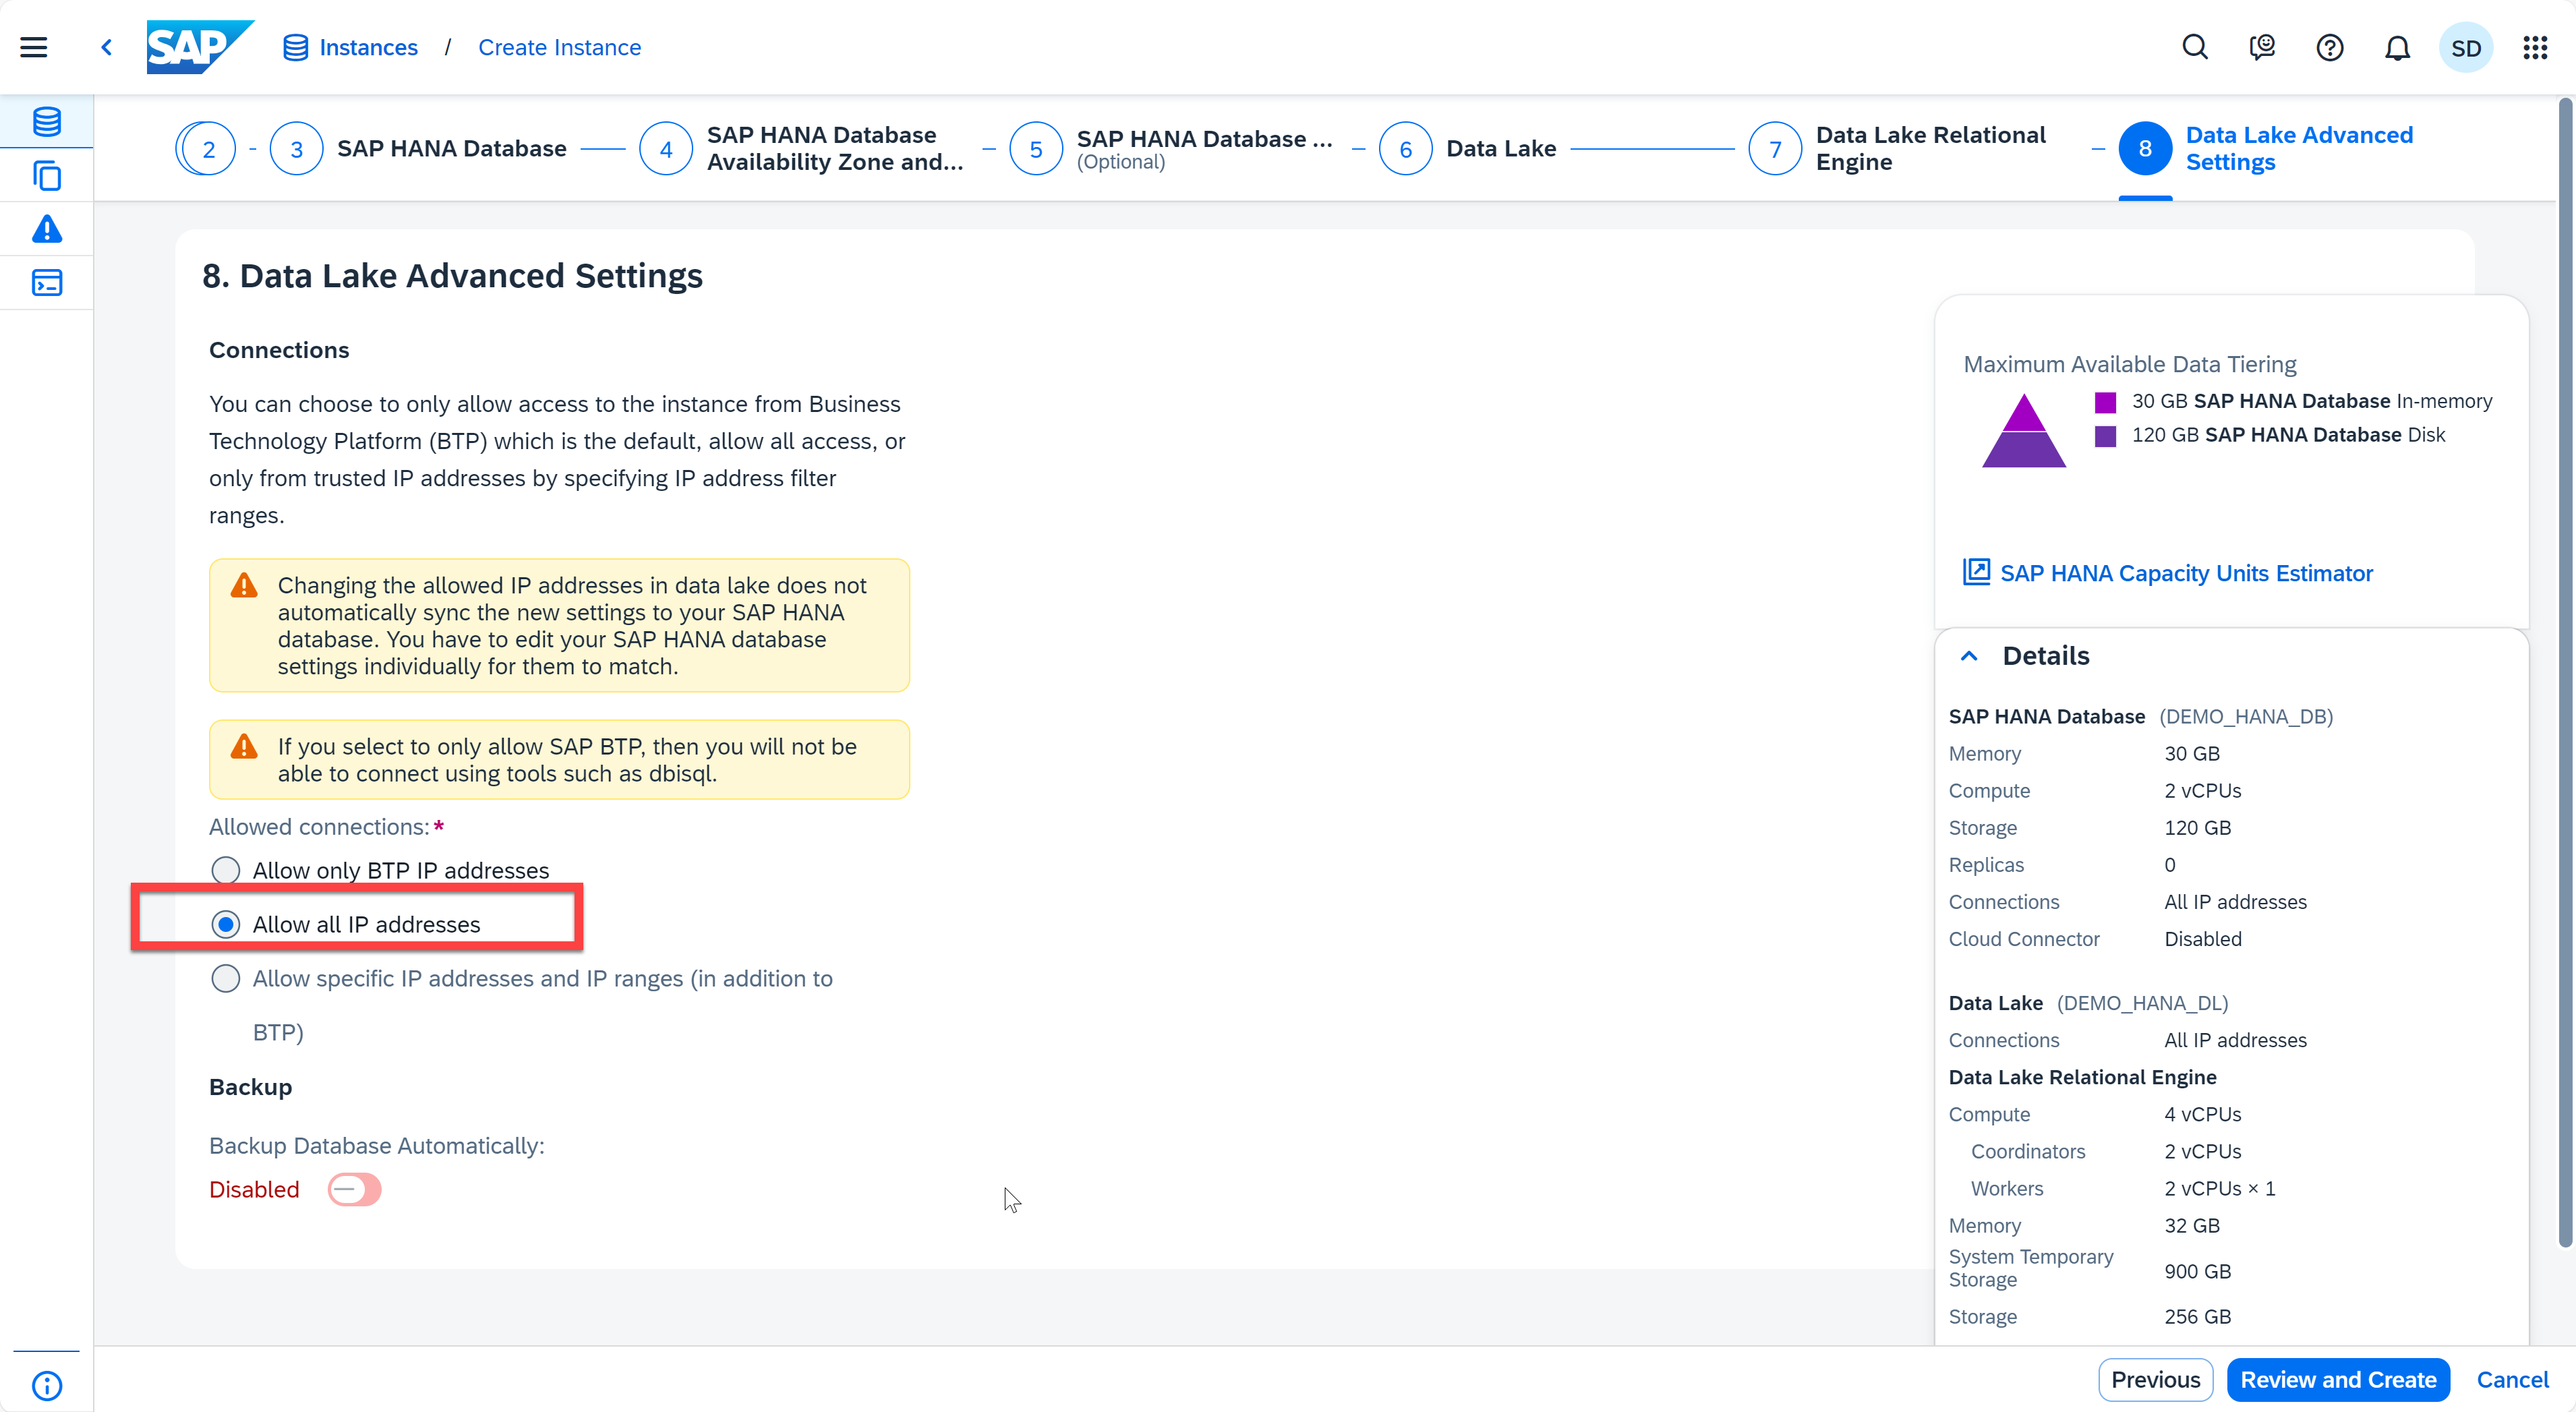 SAP
Instances / Create Instance
SD
2
3 SAP HANA Database
4 SAP HANA Database
Availability Zone and...
5 SAP HANA Database ...
(Optional)
6 Data Lake
7 Data Lake Relational
Engine
8 Data Lake Advanced
Settings
8. Data Lake Advanced Settings
Connections
You can choose to only allow access to the instance from Business
Technology Platform (BTP) which is the default, allow all access, or
only from trusted IP addresses by specifying IP address filter
ranges.
Changing the allowed IP addresses in data lake does not
automatically sync the new settings to your SAP HANA
database. You have to edit your SAP HANA database
settings individually for them to match.
If you select to only allow SAP BTP, then you will not be
able to connect using tools such as dbisql.
Allowed connections:*
Allow only BTP IP addresses
Allow all IP addresses
Allow specific IP addresses and IP ranges (in addition to
BTP)
Backup
Backup Database Automatically:
Disabled
Maximum Available Data Tiering
30 GB SAP HANA Database In-memory
120 GB SAP HANA Database Disk
SAP HANA Capacity Units Estimator
Details
SAP HANA Database (DEMO_HANA_DB)
Memory 30 GB
Compute 2 vCPUs
Storage 120 GB
Replicas 0
Connections All IP addresses
Cloud Connector Disabled
Data Lake (DEMO_HANA_DL)
Connections All IP addresses
Data Lake Relational Engine
Compute 4 vCPUs
Coordinators 2 vCPUs
Workers 2 vCPUs × 1
Memory 32 GB
System Temporary
Storage 900 GB
Storage 256 GB
Previous Review and Create Cancel